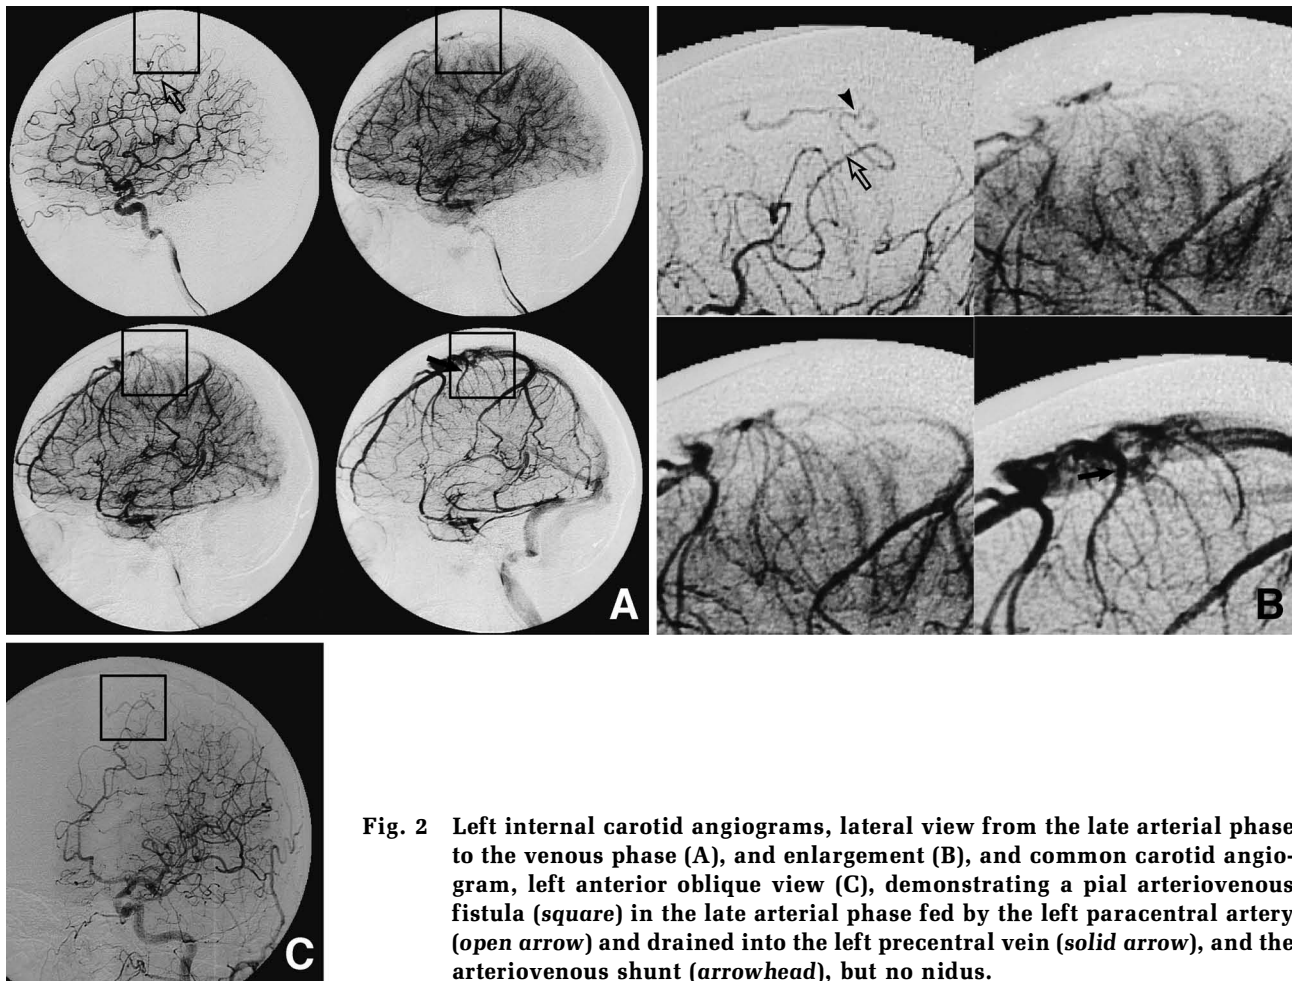 A
B
C
Fig. 2 Left internal carotid angiograms, lateral view from the late arterial phase
to the venous phase (A), and enlargement (B), and common carotid angio-
gram, left anterior oblique view (C), demonstrating a pial arteriovenous
fistula (square) in the late arterial phase fed by the left paracentral artery
(open arrow) and drained into the left precentral vein (solid arrow), and the
arteriovenous shunt (arrowhead), but no nidus.